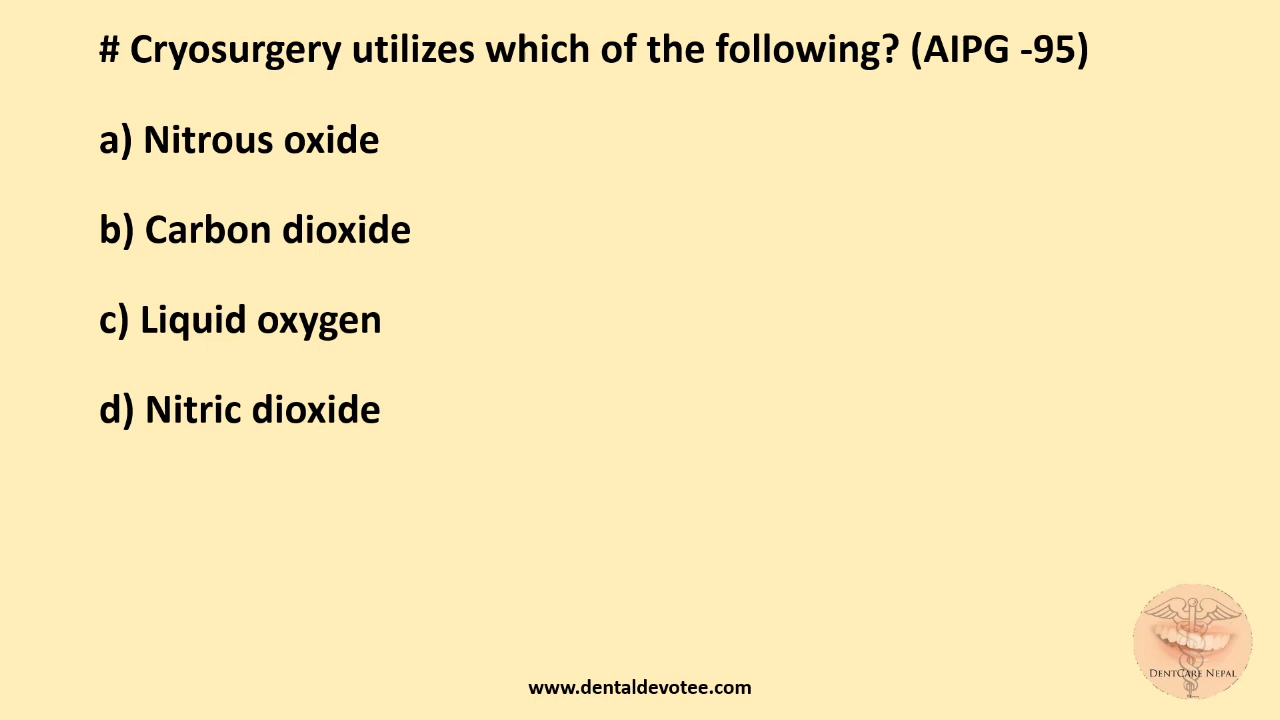 # Cryosurgery utilizes which of the following? (AIPG -95)
a) Nitrous oxide
b) Carbon dioxide
c) Liquid oxygen
d) Nitric dioxide
DentCare Nepal
www.dentaldevotee.com